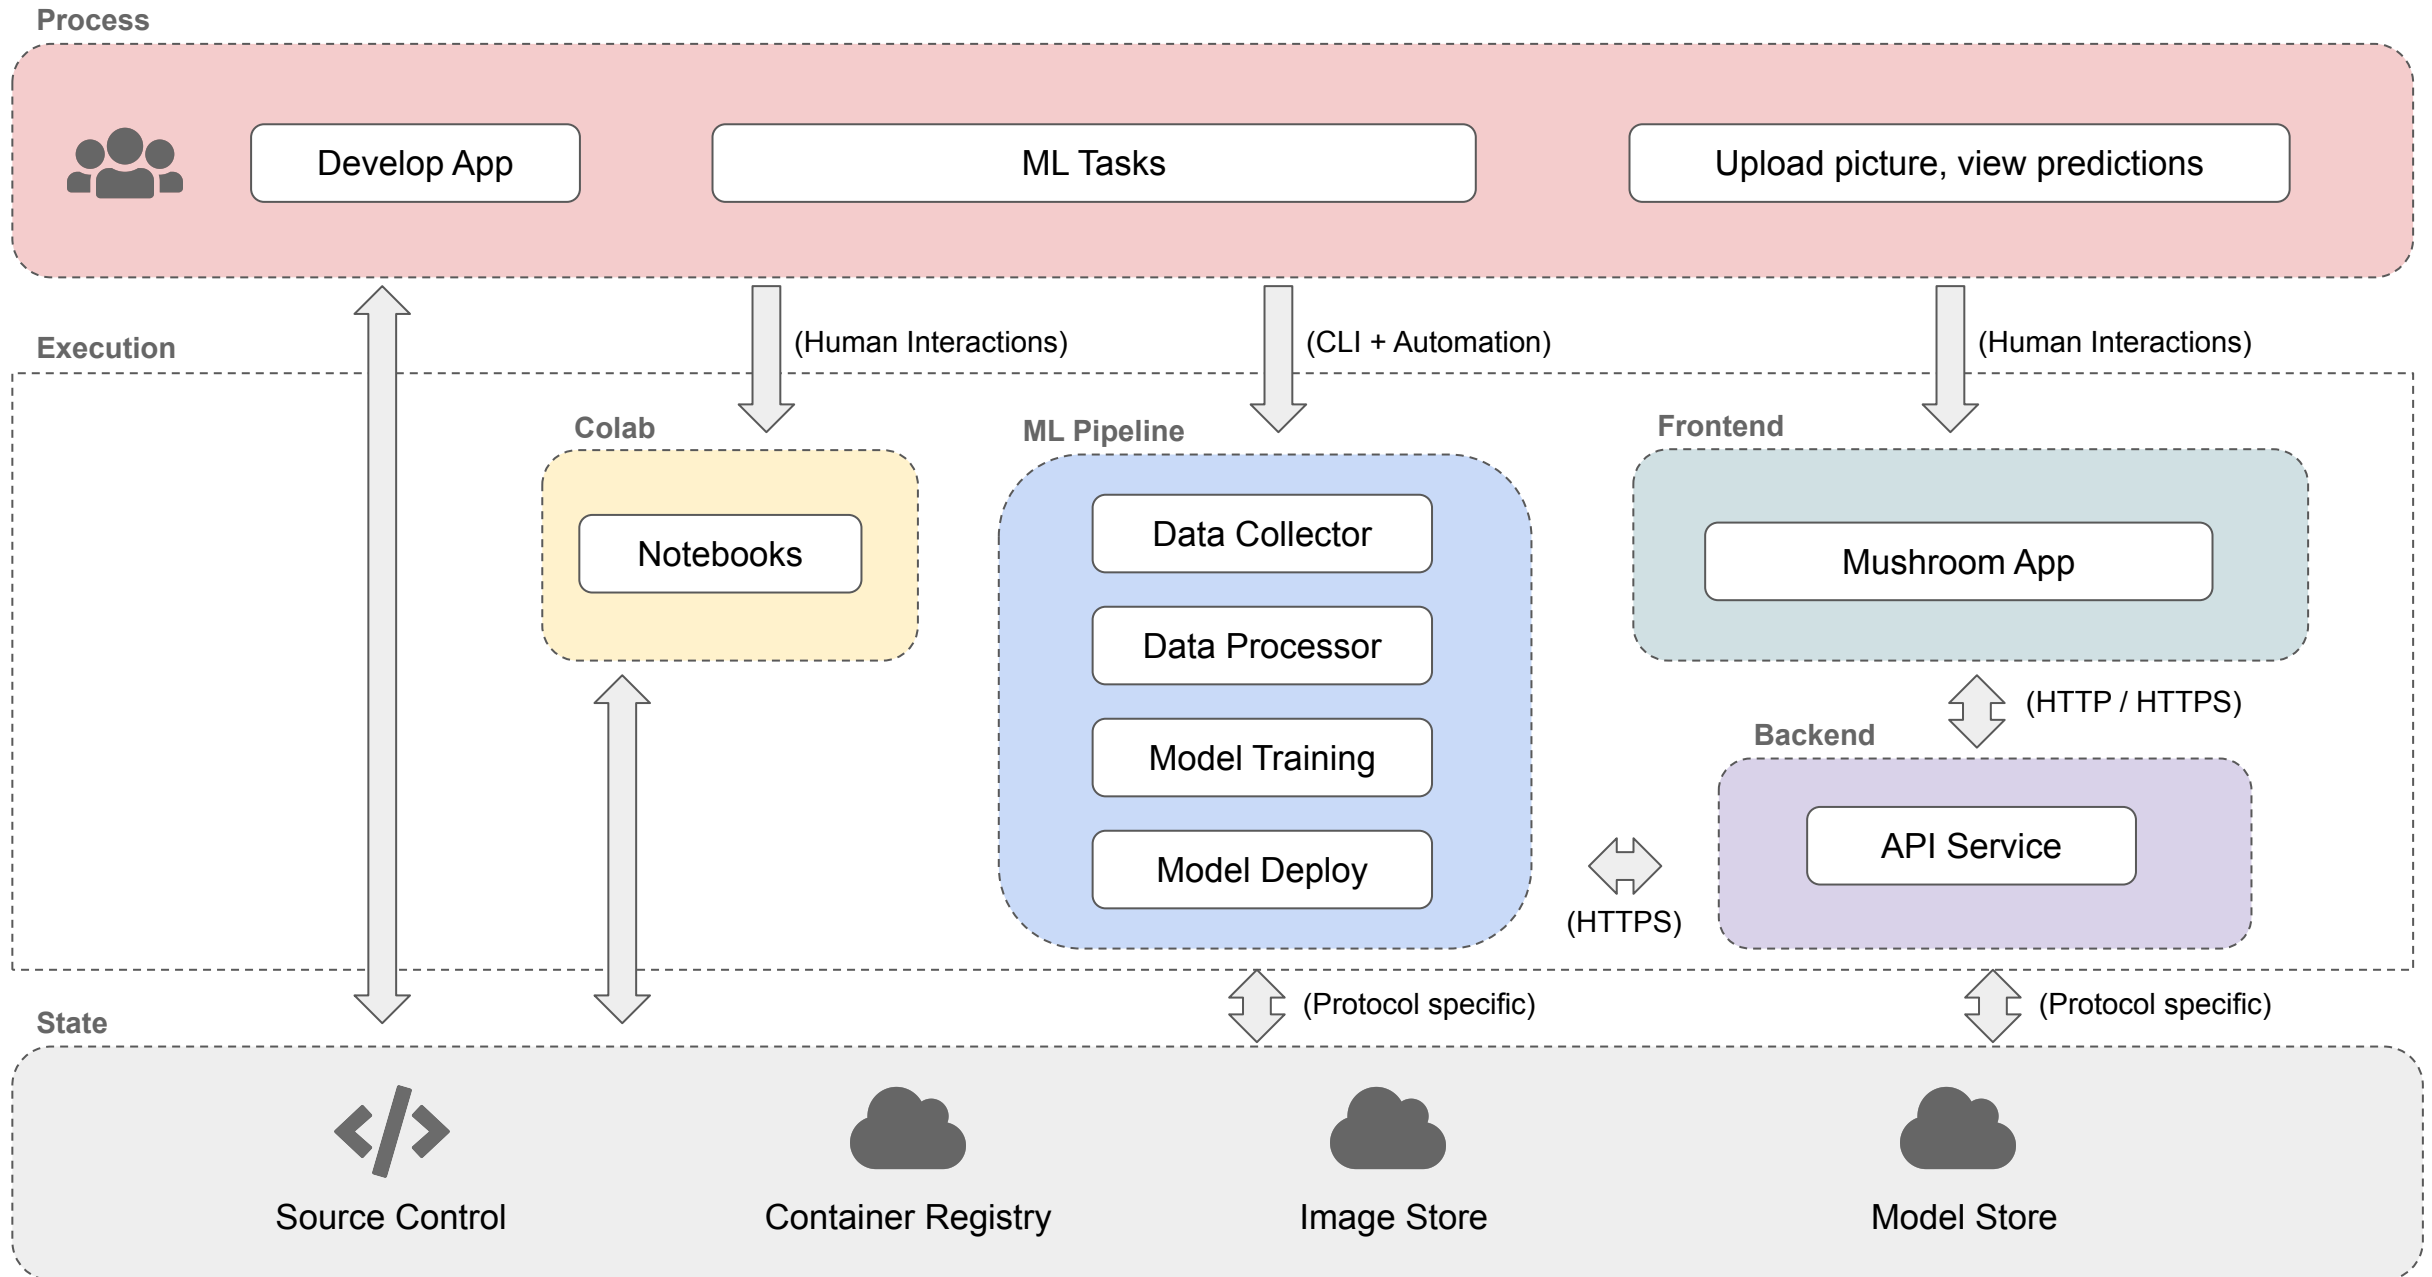 Process
Develop App
ML Tasks
Upload picture, view predictions
(Human Interactions)
(CLI + Automation)
(Human Interactions)
Execution
Colab
ML Pipeline
Frontend
Notebooks
Data Collector
Data Processor
Model Training
Model Deploy
Mushroom App
(HTTP / HTTPS)
Backend
API Service
(HTTPS)
(Protocol specific)
(Protocol specific)
State
Source Control
Container Registry
Image Store
Model Store